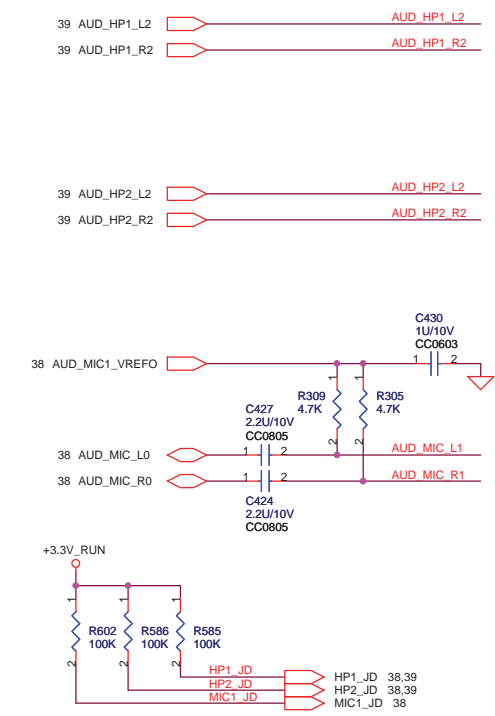 39 AUD_HP1_L2 AUD_HP1_L2
39 AUD_HP1_R2 AUD_HP1_R2
39 AUD_HP2_L2 AUD_HP2_L2
39 AUD_HP2_R2 AUD_HP2_R2
C430
1U/10V
CC0603
38 AUD_MIC1_VREFO 1 2
1 1
R309 R305
4.7K 4.7K
C427
2.2U/10V
CC0805
2 2
38 AUD_MIC_L0 1 2 AUD_MIC_L1
38 AUD_MIC_R0 1 2 AUD_MIC_R1
C424
2.2U/10V
CC0805
+3.3V_RUN
1 1 1
R602 R586 R585
100K 100K 100K
2 2 2
HP1_JD HP1_JD 38,39
HP2_JD HP2_JD 38,39
MIC1_JD MIC1_JD 38